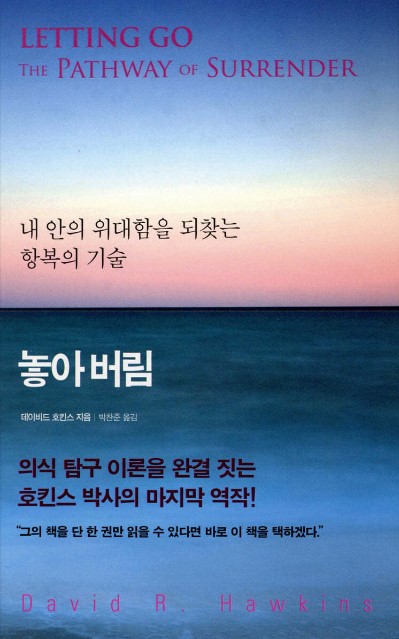 LETTING GO
THE PATHWAY OF SURRENDER
내 안의 위대함을 되찾는
항복의 기술
놓아 버림
데이비드 호킨스 지음 | 박찬준 옮김
의식 탐구 이론을 완결 짓는
호킨스 박사의 마지막 역작!
“그의 책을 단 한 권만 읽을 수 있다면 바로 이 책을 택하겠다.”
David R. Hawkins